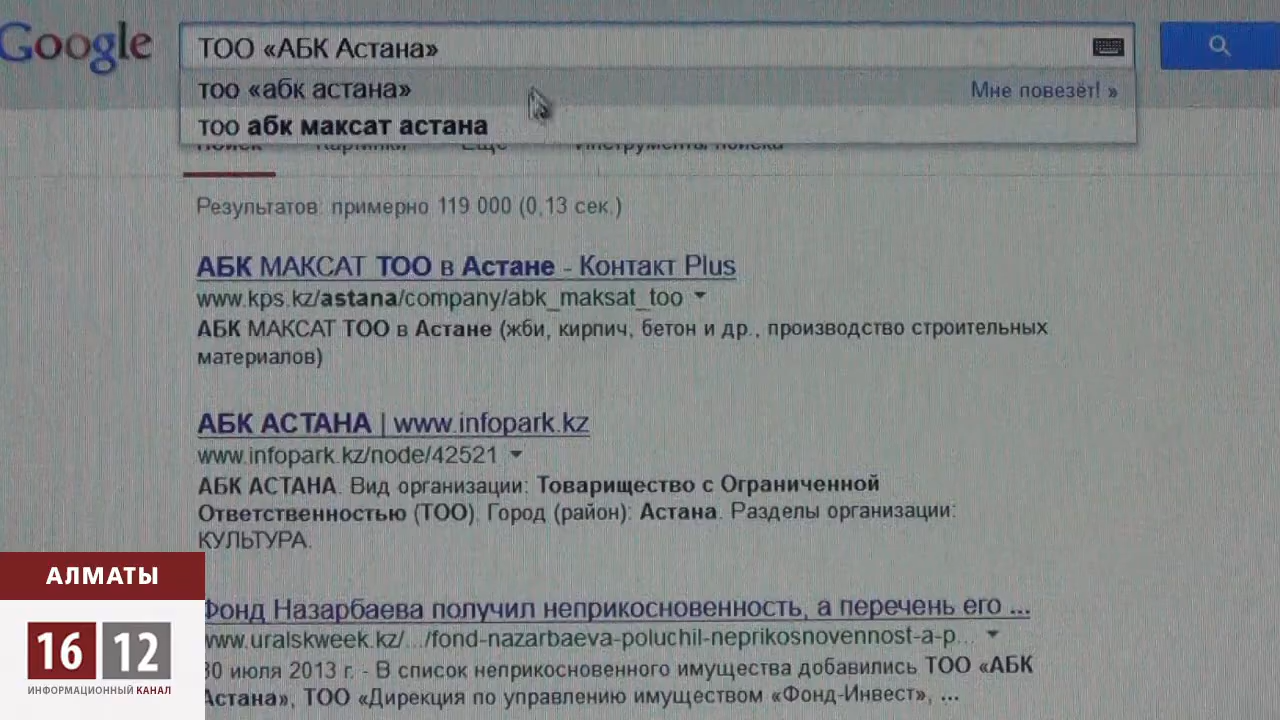 Google
ТОО «АБК Астана»
тоо «абк астана»
Мне повезёт! »
тоо абк максат астана
Поиск Картинки Ещё Инструменты поиска
Результатов: примерно 119 000 (0,13 сек.)
АБК МАКСАТ ТОО в Астане - Контакт Plus
www.kps.kz/astana/company/abk_maksat_too
АБК МАКСАТ ТОО в Астане (жби, кирпич, бетон и др., производство строительных
материалов)
АБК АСТАНА | www.infopark.kz
www.infopark.kz/node/42521
АБК АСТАНА. Вид организации: Товарищество с Ограниченной
Ответственностью (ТОО). Город (район): Астана. Разделы организации:
КУЛЬТУРА.
Фонд Назарбаева получил неприкосновенность, а перечень его ...
www.uralskweek.kz/.../fond-nazarbaeva-poluchil-neprikosnovennost-a-p...
30 июля 2013 г. - В список неприкосновенного имущества добавились ТОО «АБК
Астана», ТОО «Дирекция по управлению имуществом «Фонд-Инвест», ...
АЛМАТЫ
16 12
ИНФОРМАЦИОННЫЙ КАНАЛ